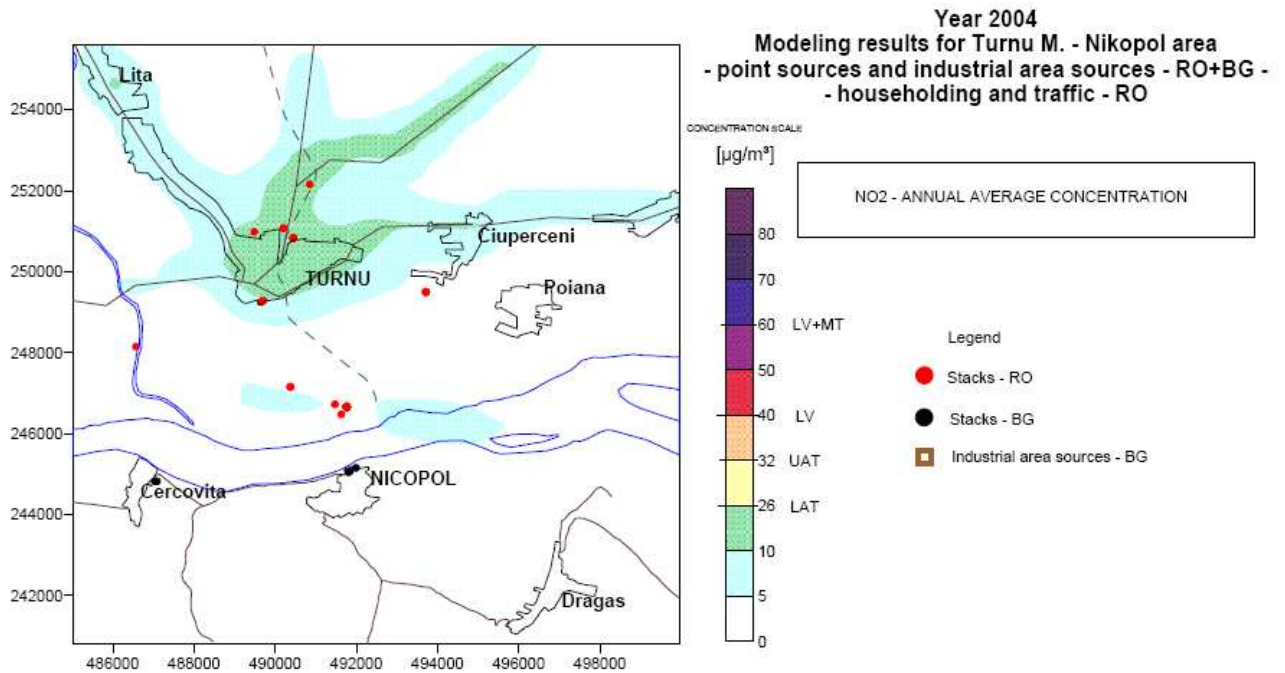 Year 2004
Modeling results for Turnu M. - Nikopol area
- point sources and industrial area sources - RO+BG -
- householding and traffic - RO
CONCENTRATION SCALE
[µg/m³]
NO2 - ANNUAL AVERAGE CONCENTRATION
80
70
60 LV+MT
50
40 LV
32 UAT
26 LAT
10
5
0
Legend
Stacks - RO
Stacks - BG
Industrial area sources - BG
254000
252000
250000
248000
246000
244000
242000
Lita
Ciuperceni
TURNU
Poiana
Cercovita
NICOPOL
Dragas
486000 488000 490000 492000 494000 496000 498000